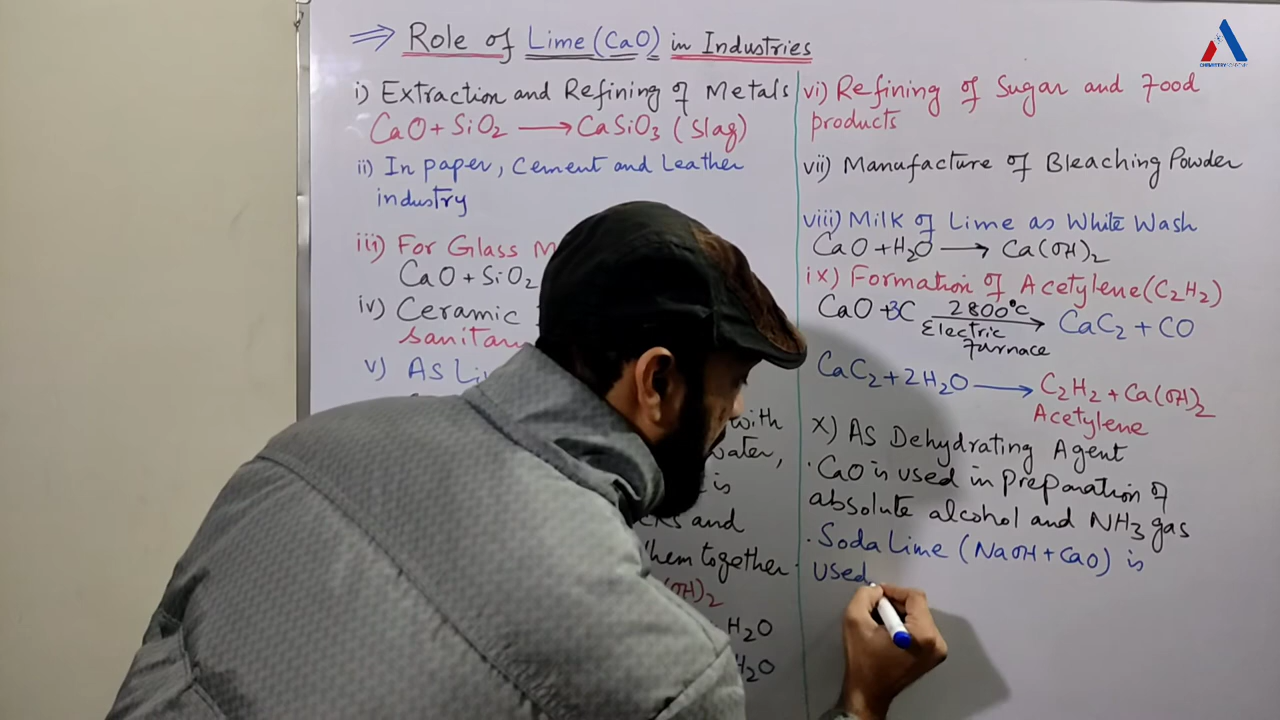 ⇒ Role of Lime (CaO) in Industries
i) Extraction and Refining of Metals
CaO + SiO₂ ⟶ CaSiO₃ (Slag)
ii) In paper, Cement and Leather
industry
iii) For Glass M
CaO + SiO₂
iv) Ceramic
sanitar
v) As Li
with
water,
is
and
them together
(OH)₂
H₂O
H₂O
vi) Refining of Sugar and Food
products
vii) Manufacture of Bleaching Powder
viii) Milk of Lime as White Wash
CaO + H₂O ⟶ Ca(OH)₂
ix) Formation of Acetylene (C₂H₂)
CaO + 3C 2800°C ⟶ CaC₂ + CO
Electric
Furnace
CaC₂ + 2H₂O ⟶ C₂H₂ + Ca(OH)₂
Acetylene
x) As Dehydrating Agent
· CaO is used in preparation of
absolute alcohol and NH₃ gas
· Soda Lime (NaOH + CaO) is
used